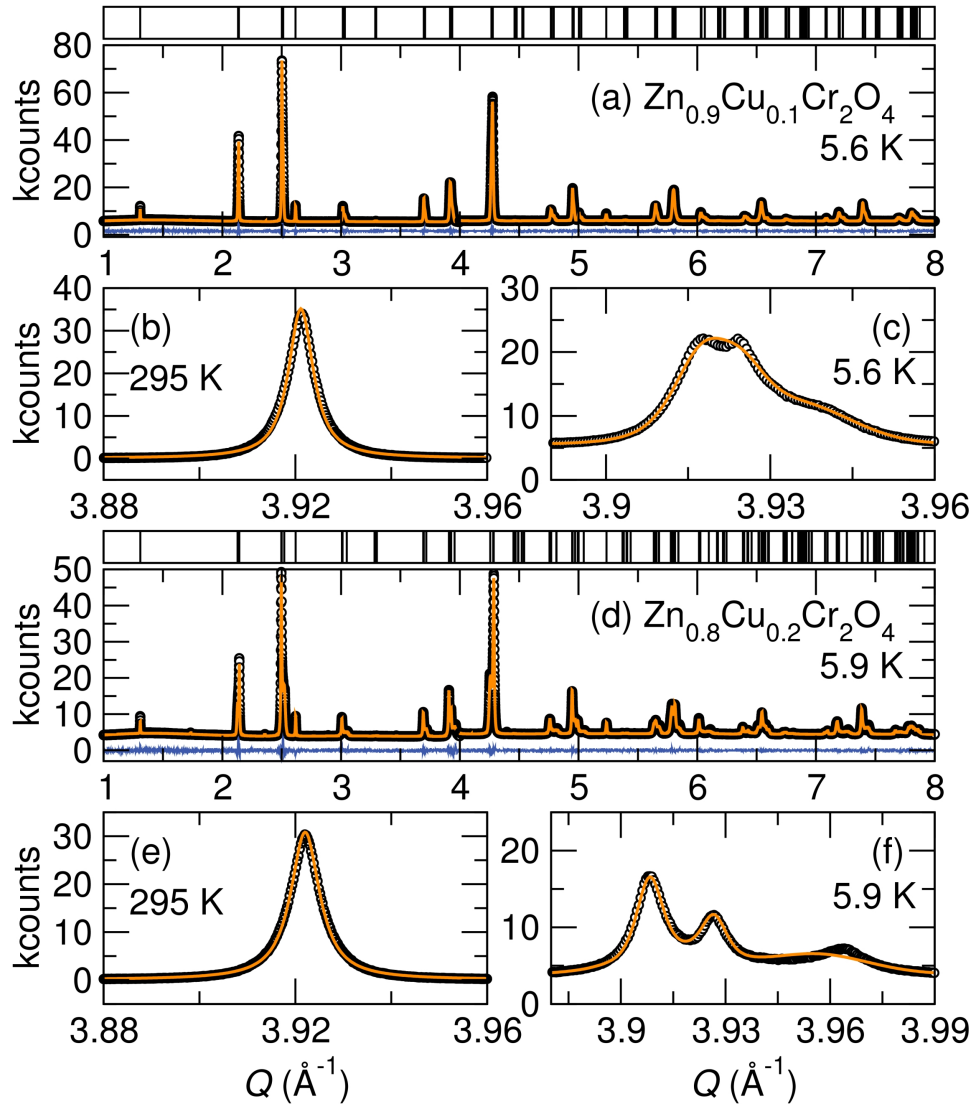 80
60
40
20
0
kcounts
(a) Zn0.9Cu0.1Cr2O4
5.6 K
1 2 3 4 5 6 7 8
40
30
20
10
0
kcounts
(b)
295 K
3.88 3.92 3.96
30
20
10
0
(c)
5.6 K
3.9 3.93 3.96
50
40
30
20
10
0
kcounts
(d) Zn0.8Cu0.2Cr2O4
5.9 K
1 2 3 4 5 6 7 8
30
20
10
0
kcounts
(e)
295 K
3.88 3.92 3.96
Q (Å-1)
20
10
0
(f)
5.9 K
3.9 3.93 3.96 3.99
Q (Å-1)